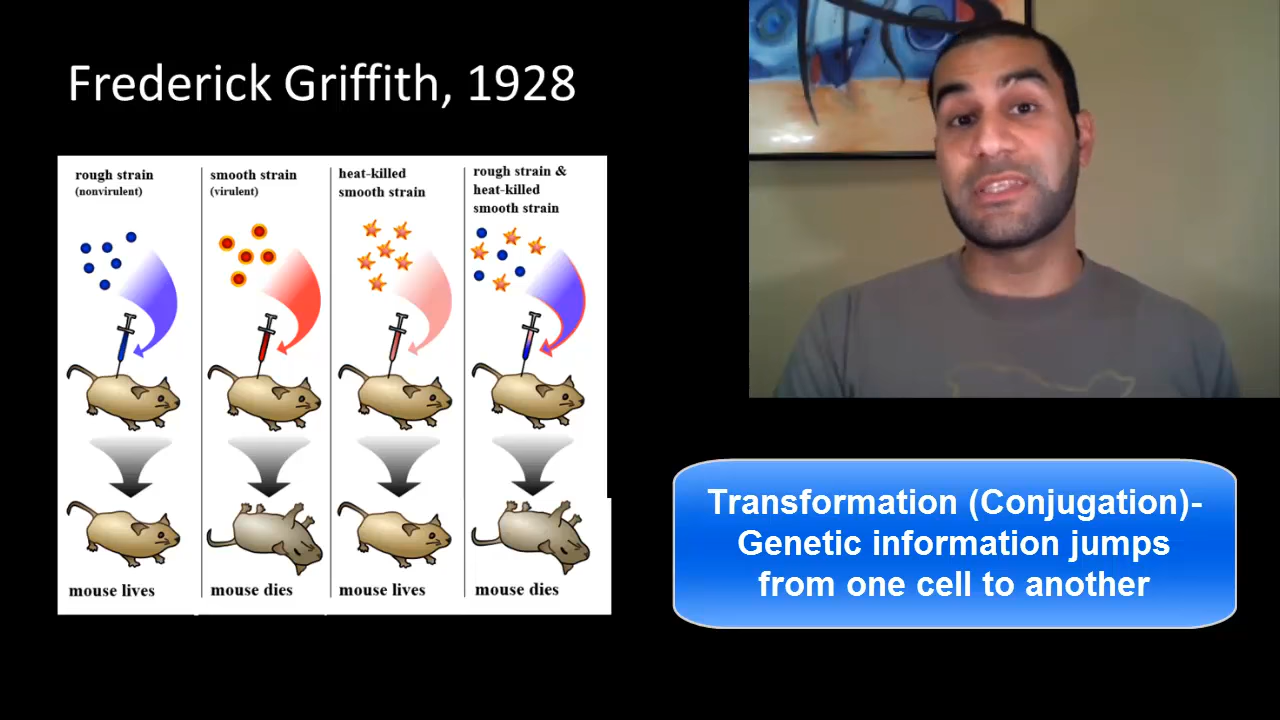 Frederick Griffith, 1928
rough strain
(nonvirulent)
smooth strain
(virulent)
heat-killed
smooth strain
rough strain &
heat-killed
smooth strain
mouse lives
mouse dies
mouse lives
mouse dies
Transformation (Conjugation)-
Genetic information jumps
from one cell to another